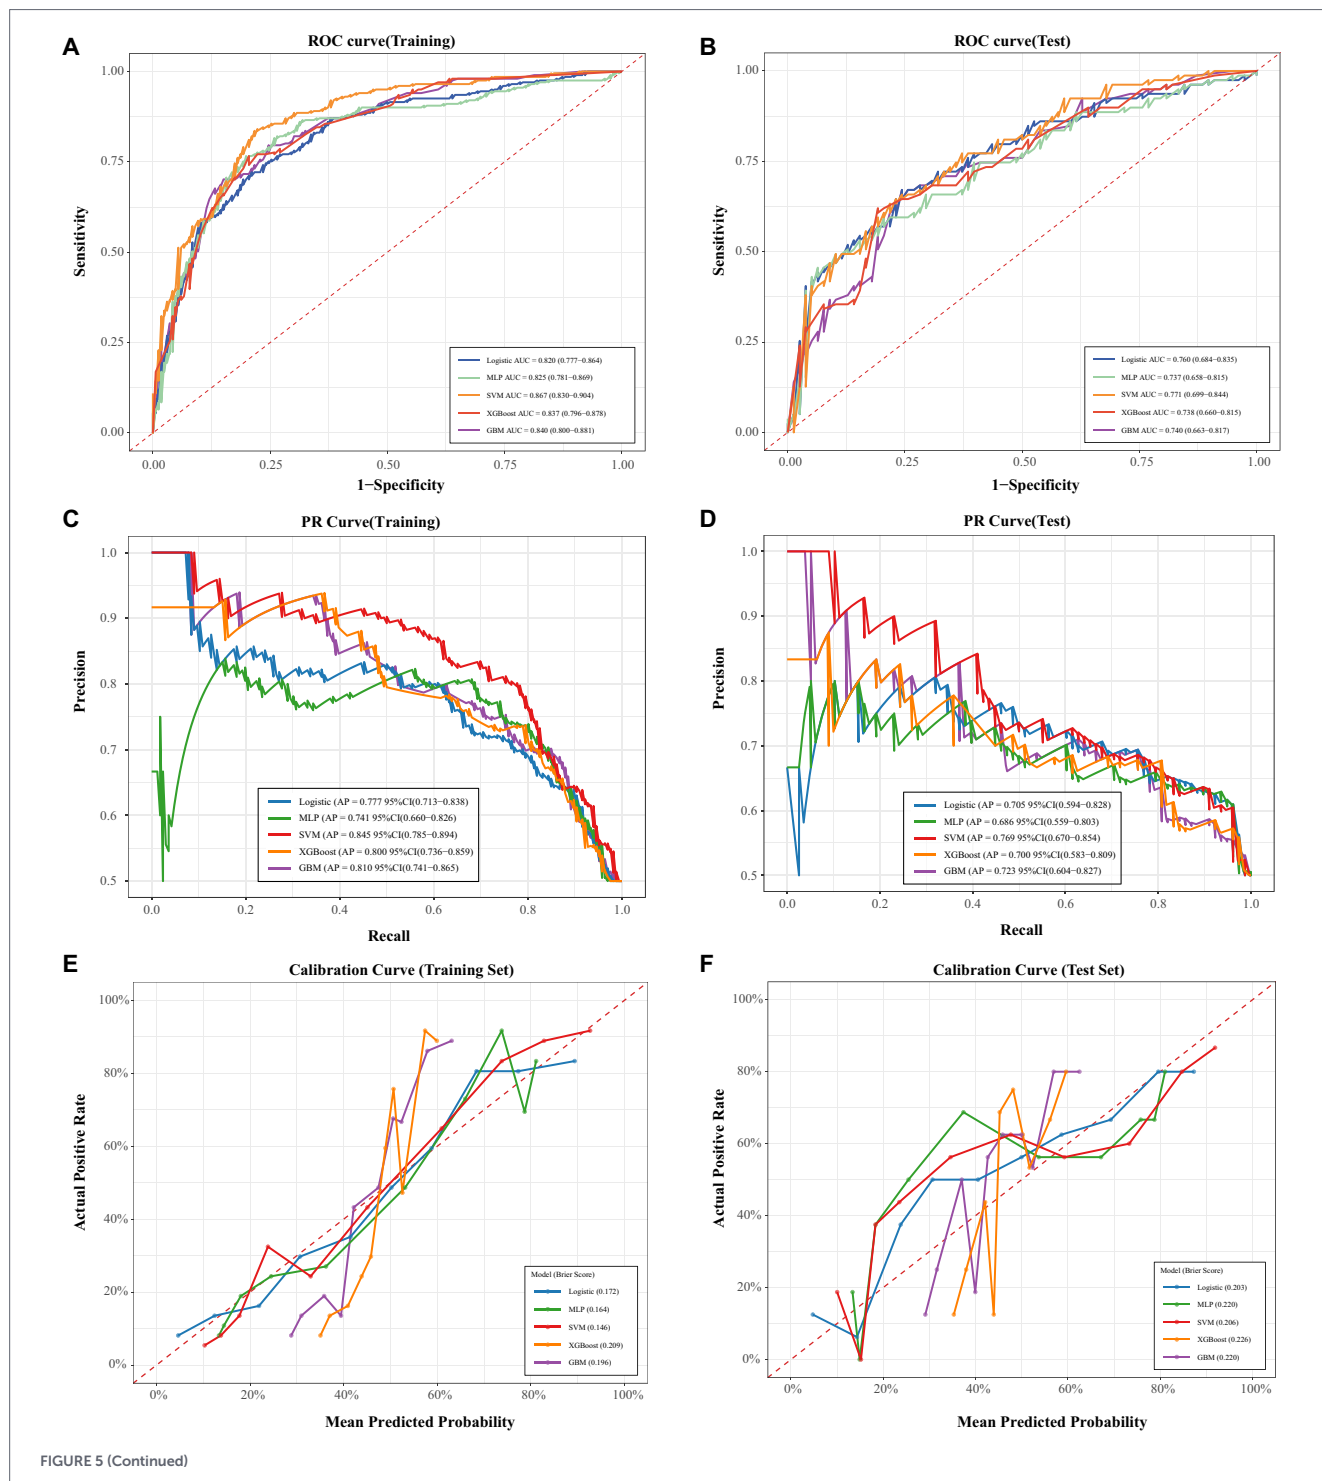 A
ROC curve(Training)
Sensitivity
1.00
0.75
0.50
0.25
0.00
Logistic AUC = 0.820 (0.777−0.864)
MLP AUC = 0.825 (0.781−0.869)
SVM AUC = 0.867 (0.830−0.904)
XGBoost AUC = 0.837 (0.796−0.878)
GBM AUC = 0.840 (0.800−0.881)
0.00 0.25 0.50 0.75 1.00
1−Specificity
B
ROC curve(Test)
Sensitivity
1.00
0.75
0.50
0.25
0.00
Logistic AUC = 0.760 (0.684−0.835)
MLP AUC = 0.737 (0.658−0.815)
SVM AUC = 0.771 (0.699−0.844)
XGBoost AUC = 0.738 (0.660−0.815)
GBM AUC = 0.740 (0.663−0.817)
0.00 0.25 0.50 0.75 1.00
1−Specificity
C
PR Curve(Training)
Precision
1.0
0.9
0.8
0.7
0.6
0.5
Logistic (AP = 0.777 95%CI(0.713−0.838)
MLP (AP = 0.741 95%CI(0.660−0.826)
SVM (AP = 0.845 95%CI(0.785−0.894)
XGBoost (AP = 0.800 95%CI(0.736−0.859)
GBM (AP = 0.810 95%CI(0.741−0.865)
0.0 0.2 0.4 0.6 0.8 1.0
Recall
D
PR Curve(Test)
Precision
1.0
0.9
0.8
0.7
0.6
0.5
Logistic (AP = 0.705 95%CI(0.594−0.828)
MLP (AP = 0.686 95%CI(0.559−0.803)
SVM (AP = 0.769 95%CI(0.670−0.854)
XGBoost (AP = 0.700 95%CI(0.583−0.809)
GBM (AP = 0.723 95%CI(0.604−0.827)
0.0 0.2 0.4 0.6 0.8 1.0
Recall
E
Calibration Curve (Training Set)
Actual Positive Rate
100%
80%
60%
40%
20%
0%
Model (Brier Score)
Logistic (0.172)
MLP (0.164)
SVM (0.146)
XGBoost (0.209)
GBM (0.196)
0% 20% 40% 60% 80% 100%
Mean Predicted Probability
F
Calibration Curve (Test Set)
Actual Positive Rate
100%
80%
60%
40%
20%
0%
Model (Brier Score)
Logistic (0.203)
MLP (0.220)
SVM (0.206)
XGBoost (0.226)
GBM (0.220)
0% 20% 40% 60% 80% 100%
Mean Predicted Probability
FIGURE 5 (Continued)